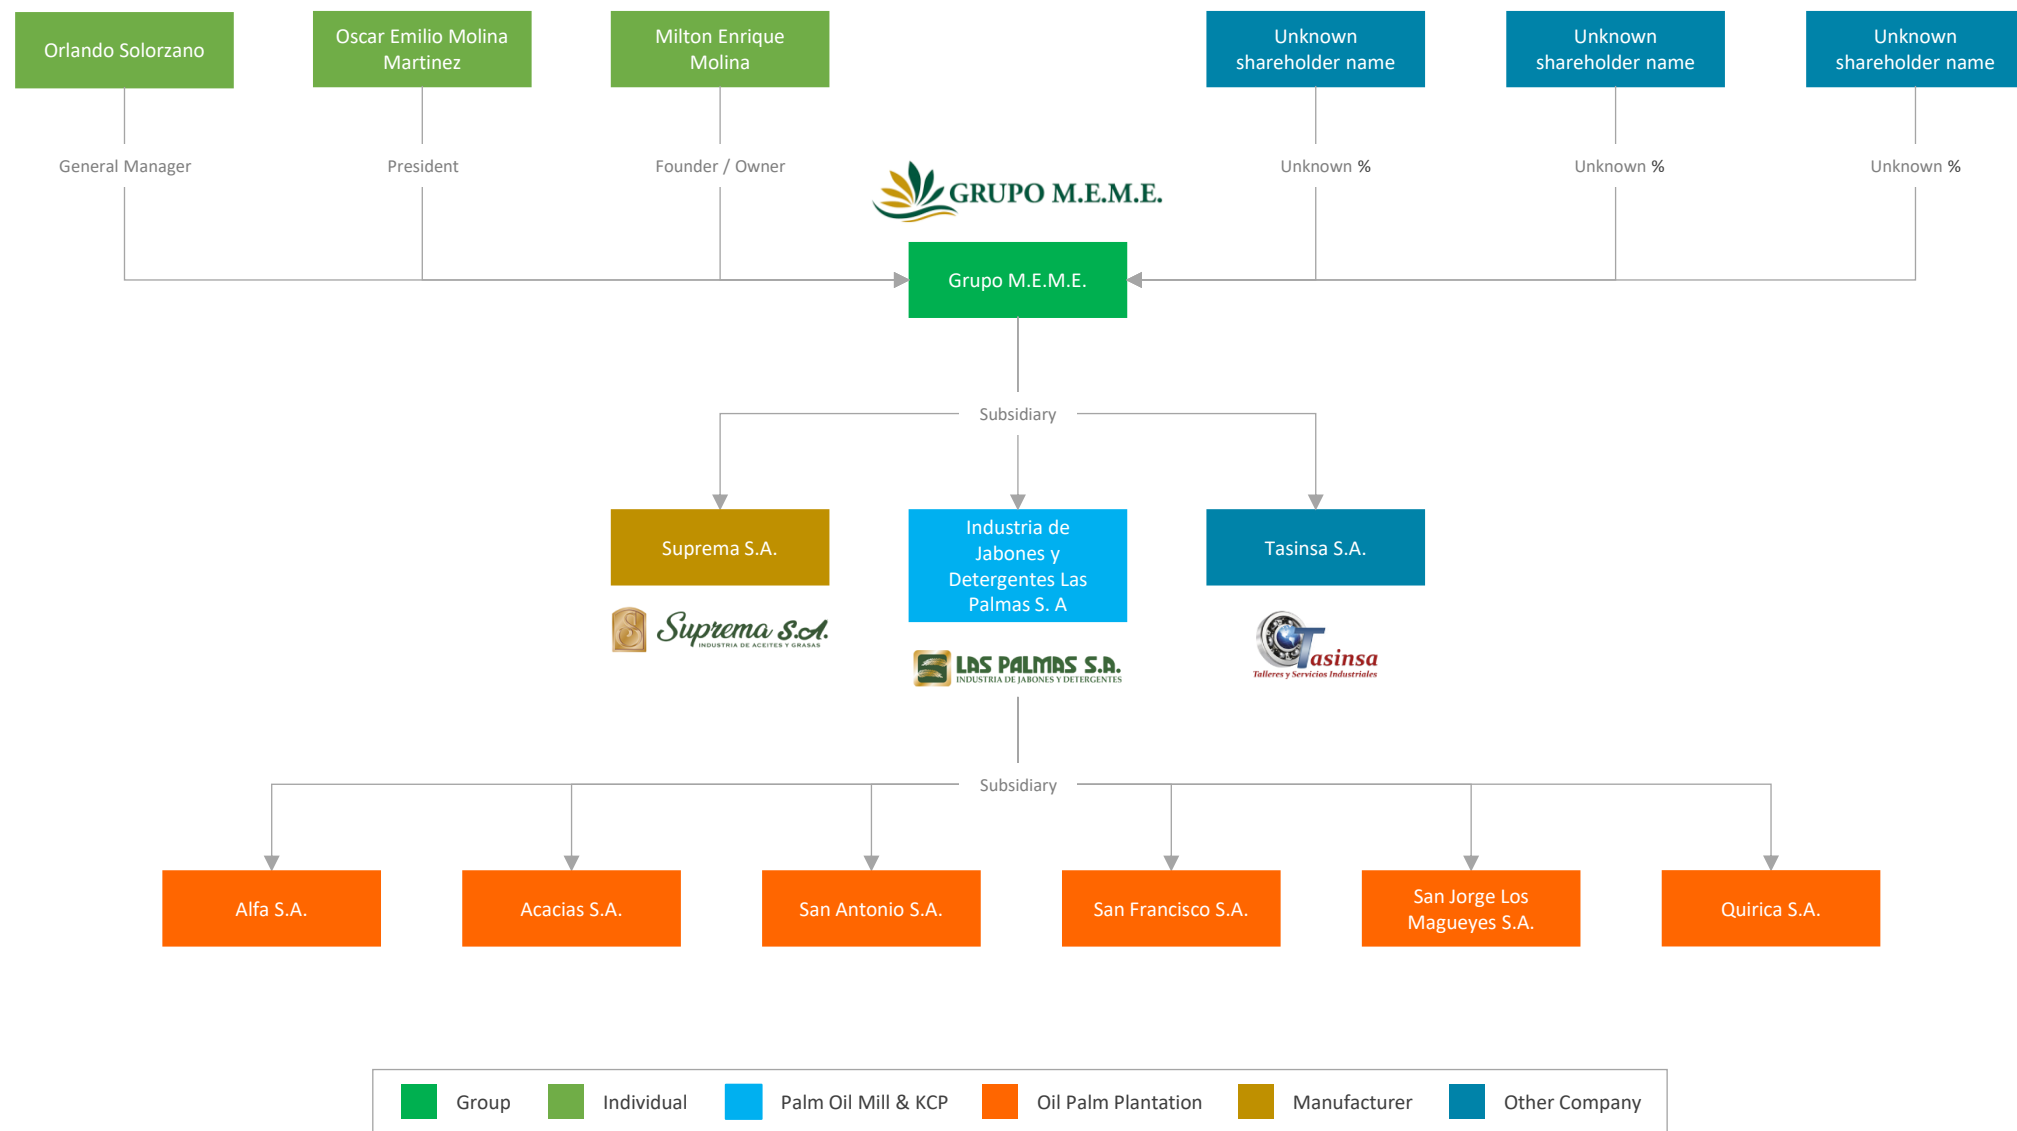 Orlando Solorzano
Oscar Emilio Molina
Martinez
Milton Enrique
Molina
Unknown
shareholder name
Unknown
shareholder name
Unknown
shareholder name
General Manager
President
Founder / Owner
Unknown %
Unknown %
Unknown %
GRUPO M.E.M.E.
Grupo M.E.M.E.
Subsidiary
Suprema S.A.
Industria de
Jabones y
Detergentes Las
Palmas S. A
Tasinsa S.A.
Suprema S.A.
INDUSTRIA DE ACEITES Y GRASAS
LAS PALMAS S.A.
INDUSTRIA DE JABONES Y DETERGENTES
Tasinsa
Talleres y Servicios Industriales
Subsidiary
Alfa S.A.
Acacias S.A.
San Antonio S.A.
San Francisco S.A.
San Jorge Los
Magueyes S.A.
Quirica S.A.
Group
Individual
Palm Oil Mill & KCP
Oil Palm Plantation
Manufacturer
Other Company